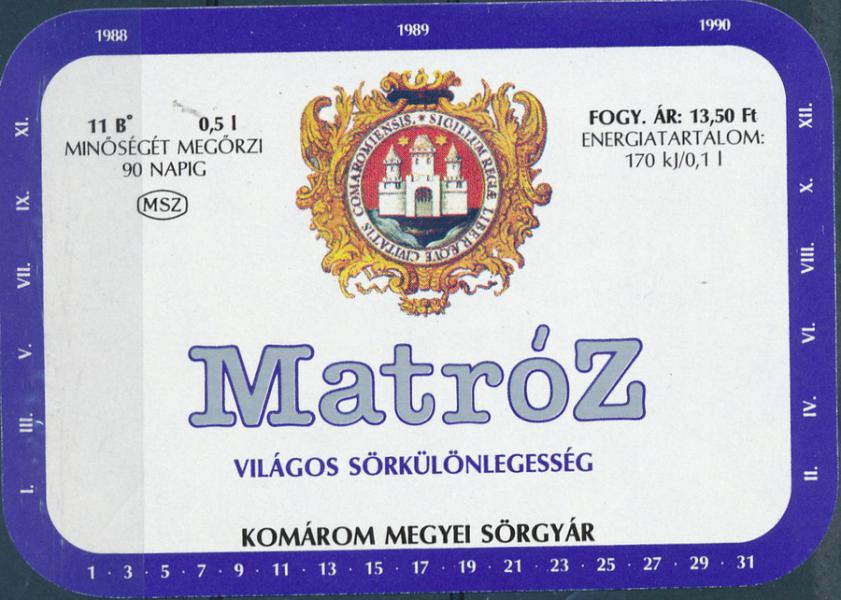 1988 1989 1990
XI. IX. VII. V. III. I.
11 B° 0,5 l
MINŐSÉGÉT MEGŐRZI
90 NAPIG
MSZ
COMAROMIENSIS. * SIGILLUM REGIÆ LIBERÆQVE CIVITATIS
FOGY. ÁR: 13,50 Ft
ENERGIATARTALOM:
170 kJ/0,1 l
XII. X. VIII. VI. IV. II.
MatróZ
VILÁGOS SÖRKÜLÖNLEGESSÉG
KOMÁROM MEGYEI SÖRGYÁR
1 · 3 · 5 · 7 · 9 · 11 · 13 · 15 · 17 · 19 · 21 · 23 · 25 · 27 · 29 · 31